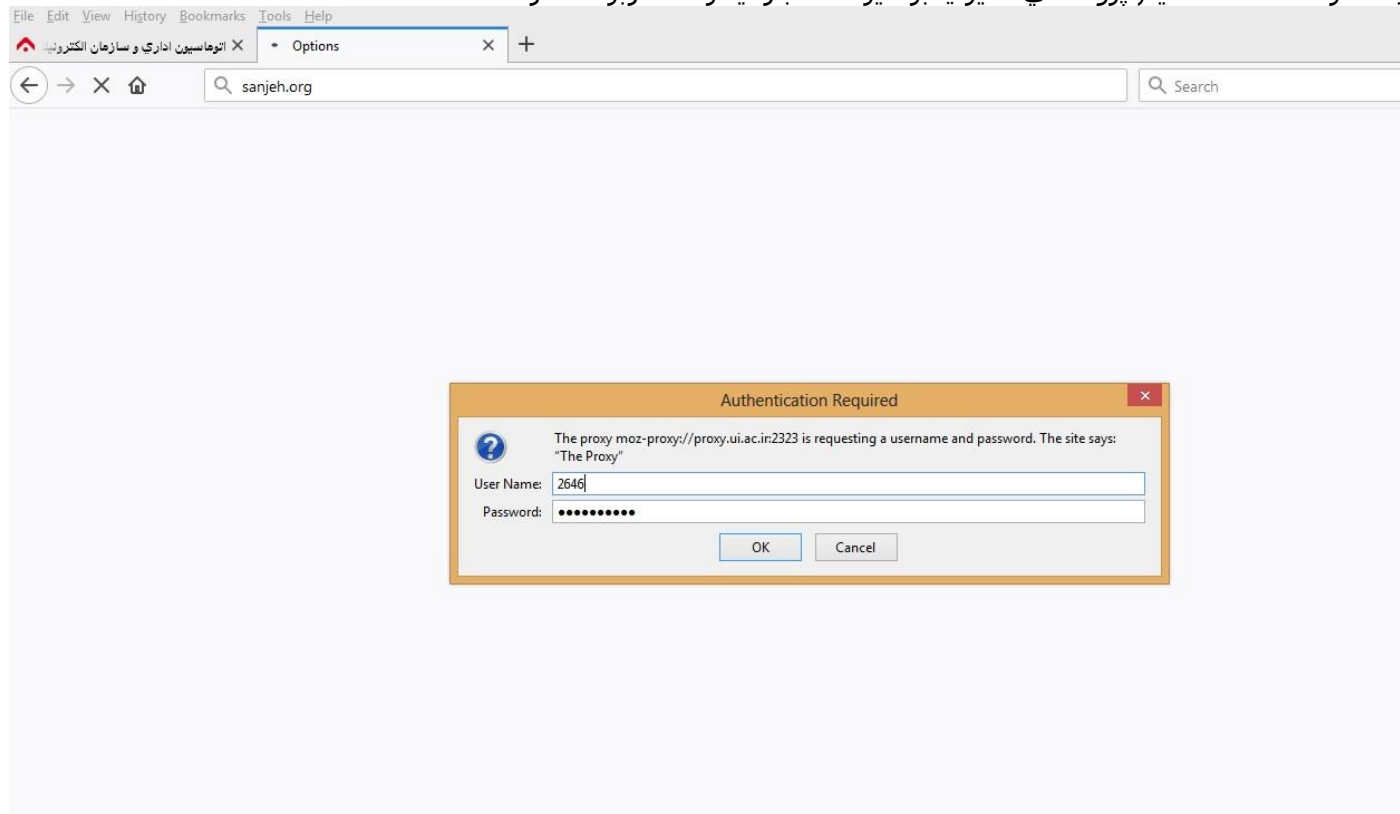 File Edit View History Bookmarks Tools Help
اتوماسیون اداري و سازمان الکترونیک
Options
sanjeh.org
Search
Authentication Required
The proxy moz-proxy://proxy.ui.ac.ir:2323 is requesting a username and password. The site says:
"The Proxy"
User Name: 2646
Password: ••••••••••
OK Cancel